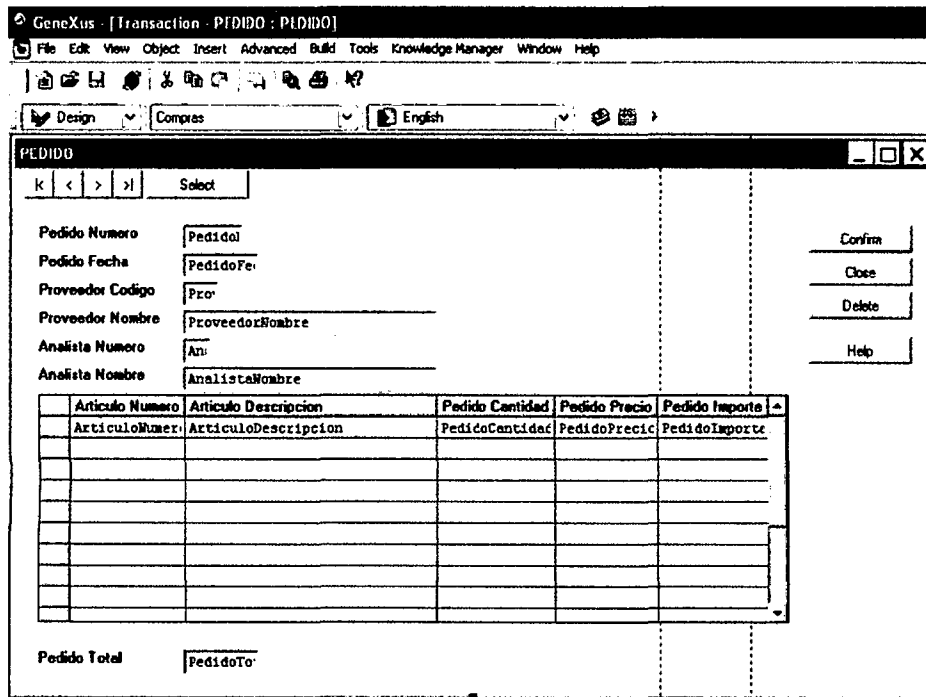 GeneXus - [Transaction - PEDIDO : PEDIDO]
File Edit View Object Insert Advanced Build Tools Knowledge Manager Window Help
Design Compras English
PEDIDO
Select
Pedido Numero PedidoN
Pedido Fecha PedidoFe
Proveedor Codigo Pro
Proveedor Nombre ProveedorNombre
Analista Numero An
Analista Nombre AnalistaNombre
Confirm
Close
Delete
Help
Articulo Numero Articulo Descripcion Pedido Cantidad Pedido Precio Pedido Importe
ArticuloNumer ArticuloDescripcion PedidoCantidad PedidoPrecio PedidoImporte
Pedido Total PedidoTo